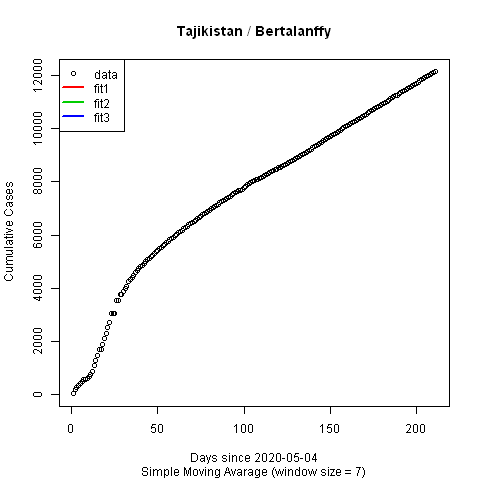 Tajikistan / Bertalanffy
data
fit1
fit2
fit3
Cumulative Cases
12000
10000
8000
6000
4000
2000
0
0 50 100 150 200
Days since 2020-05-04
Simple Moving Avarage (window size = 7)